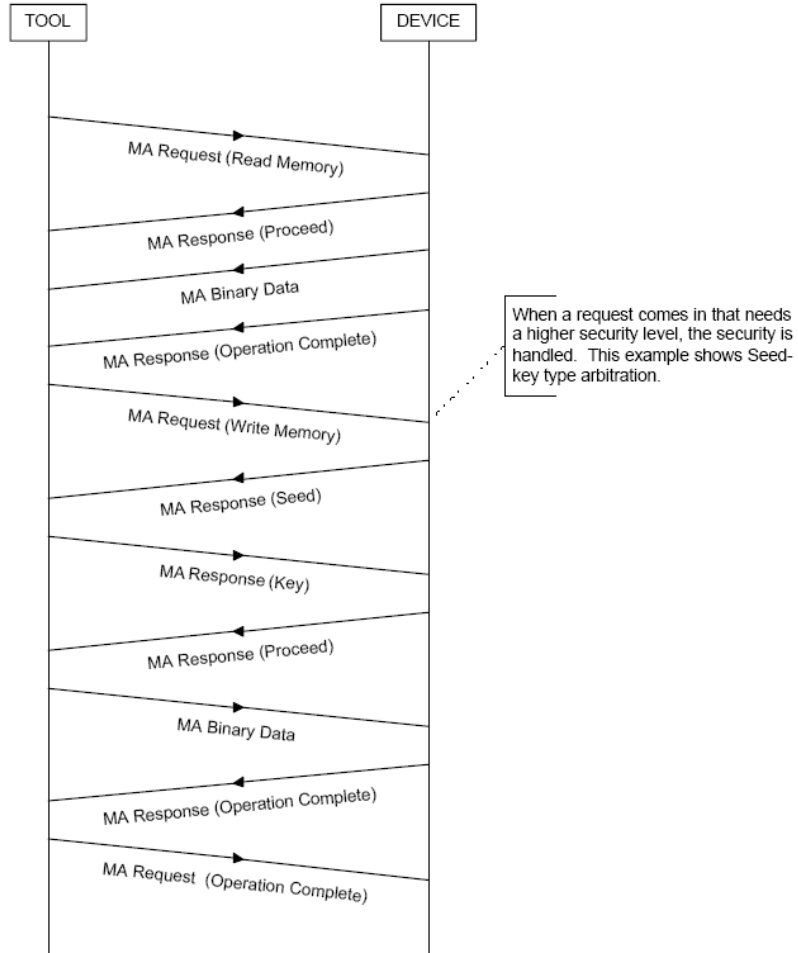 TOOL
DEVICE
MA Request (Read Memory)
MA Response (Proceed)
MA Binary Data
MA Response (Operation Complete)
When a request comes in that needs
a higher security level, the security is
handled.  This example shows Seed-
key type arbitration.
MA Request (Write Memory)
MA Response (Seed)
MA Response (Key)
MA Response (Proceed)
MA Binary Data
MA Response (Operation Complete)
MA Request  (Operation Complete)